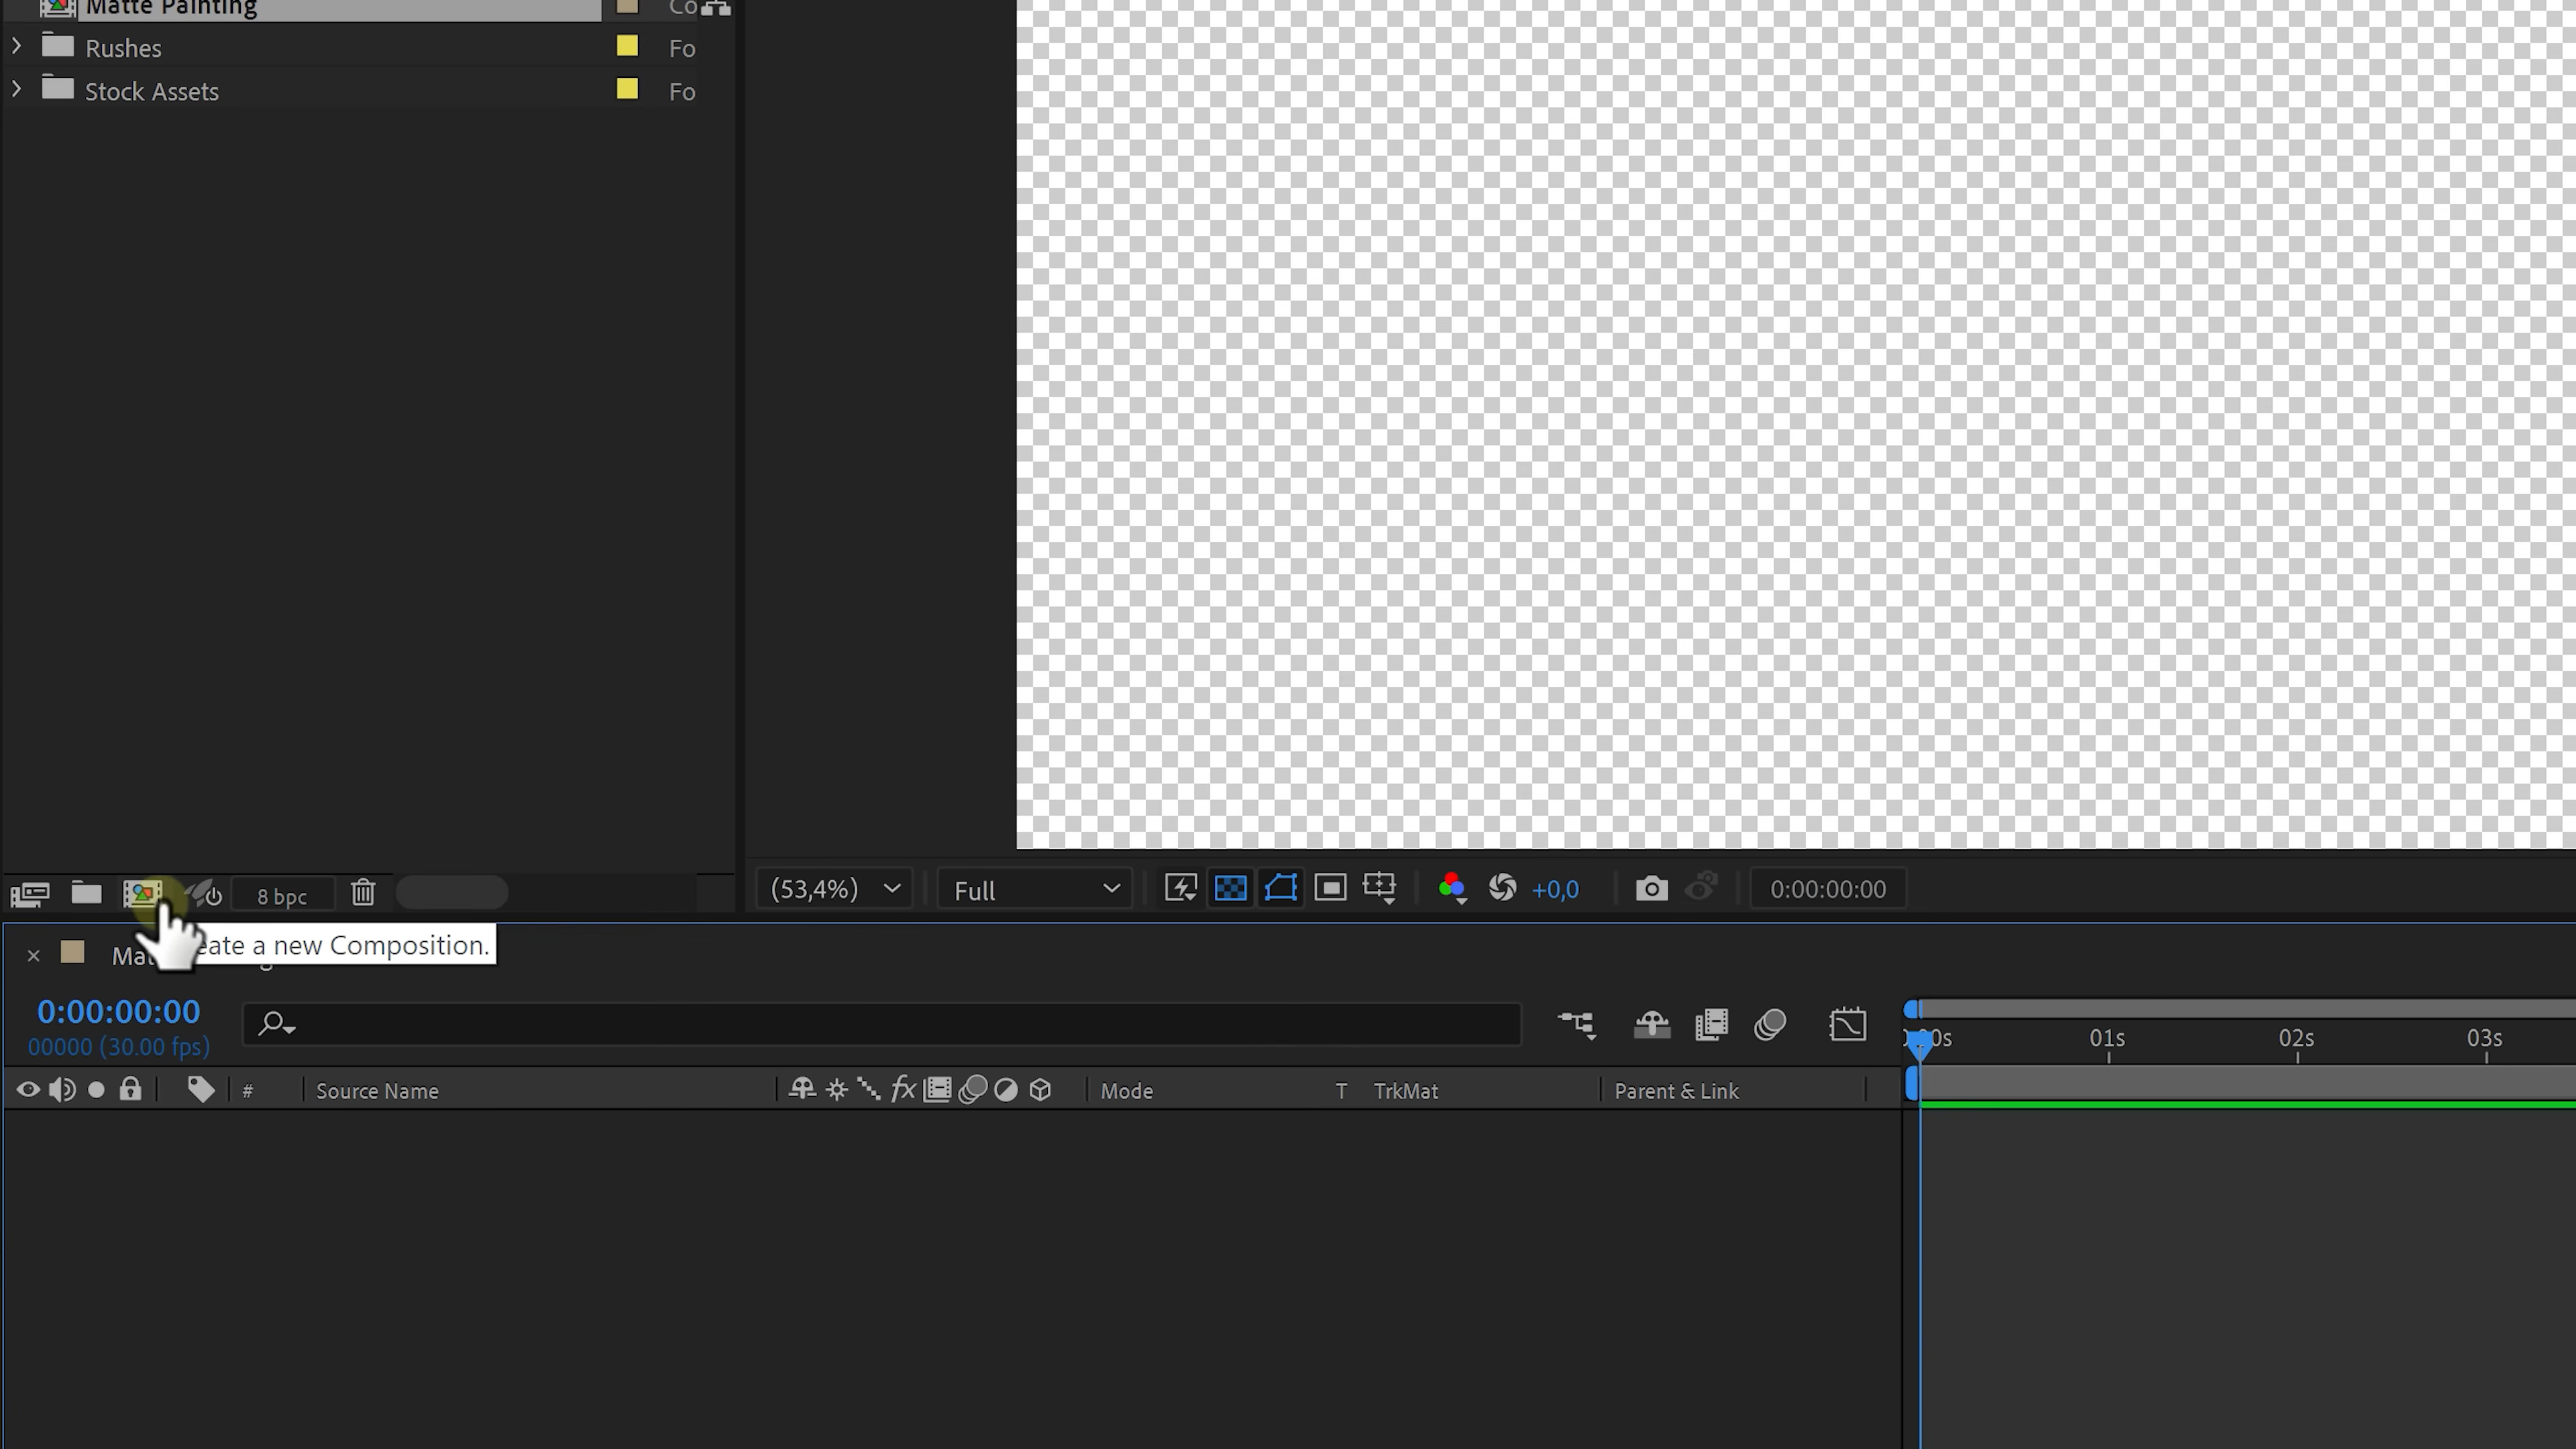 Matte Painting Co
Rushes Fo
Stock Assets Fo
8 bpc
(53,4%) Full +0,0 0:00:00:00
eate a new Composition.
Mat
0:00:00:00
00000 (30.00 fps)
00s 01s 02s 03s
# Source Name fx Mode T TrkMat Parent & Link